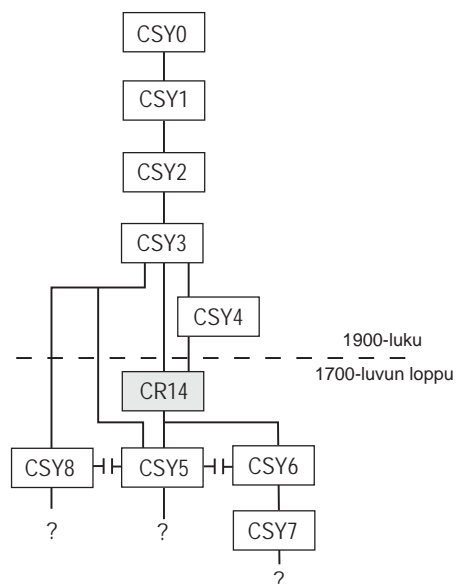 CSY0
CSY1
CSY2
CSY3
CSY4
1900-luku
1700-luvun loppu
CR14
CSY8
CSY5
CSY6
?
?
CSY7
?